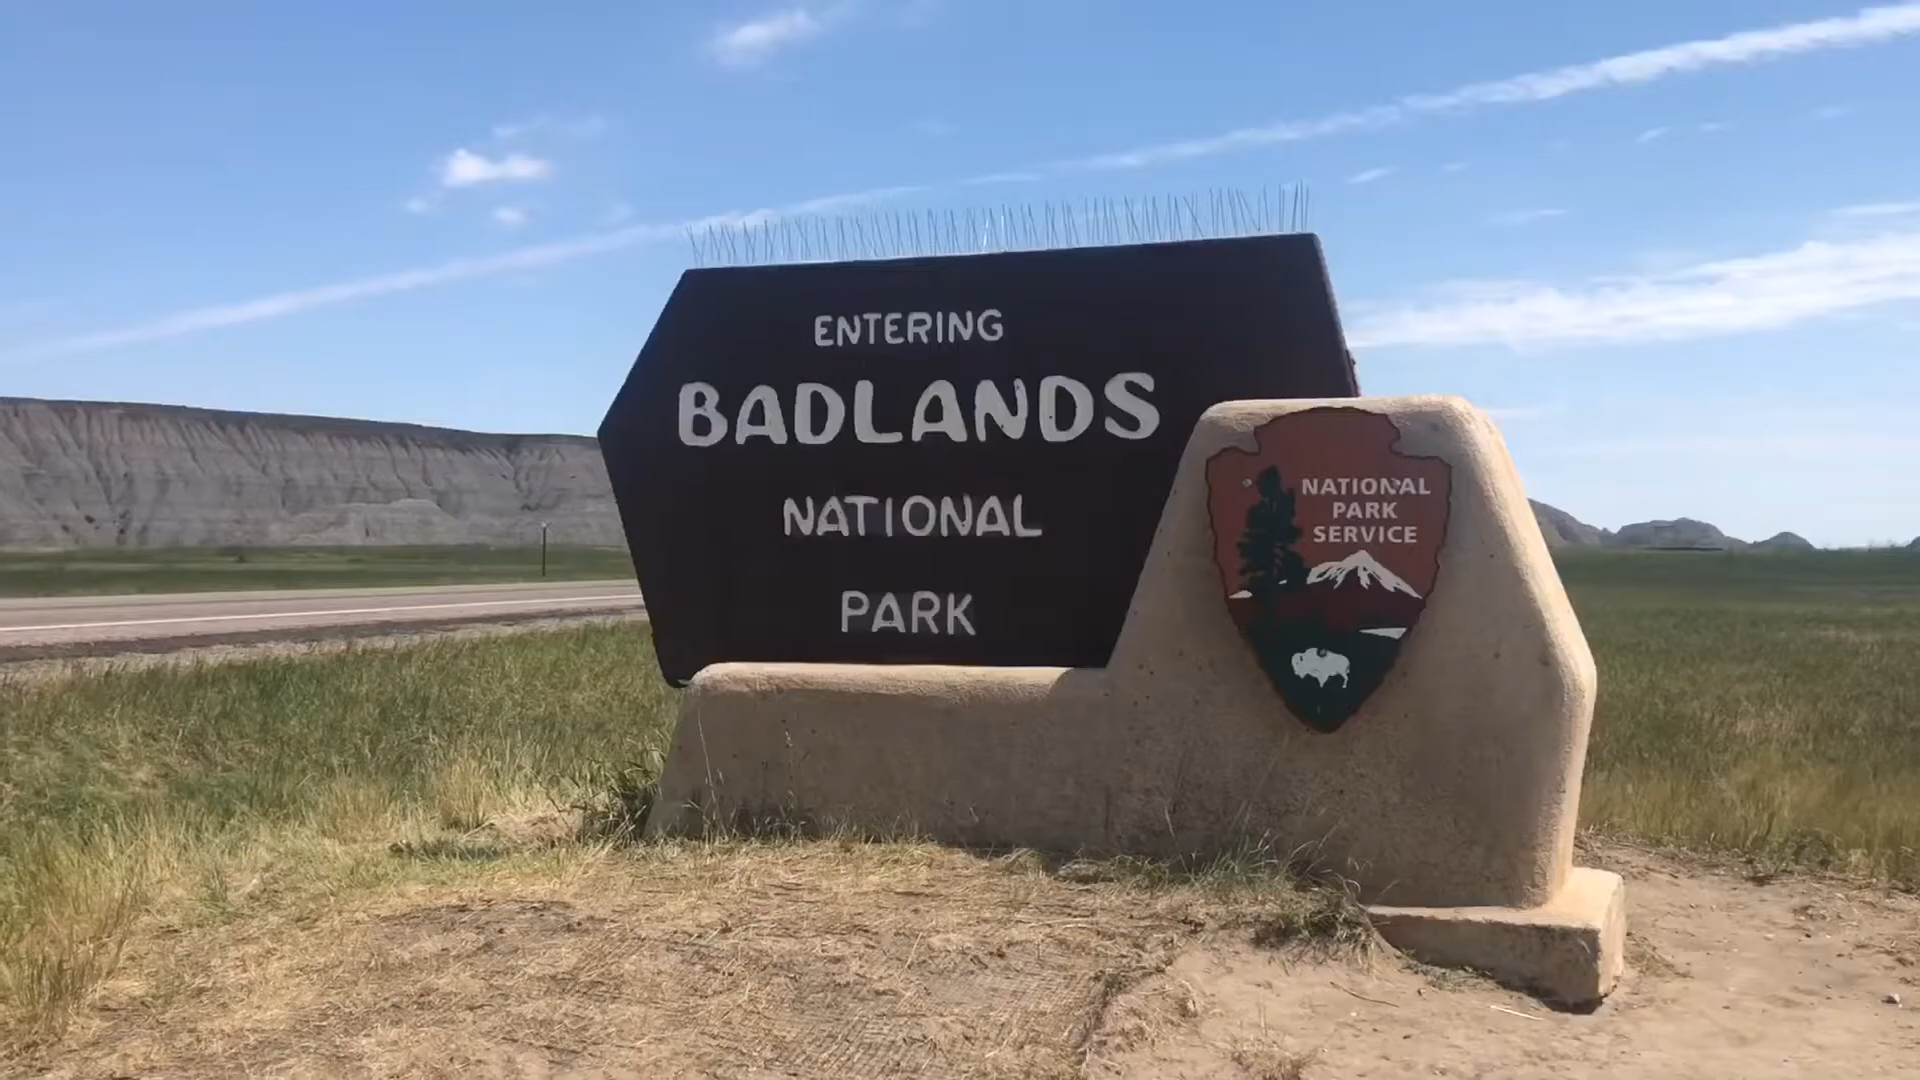 ENTERING
BADLANDS
NATIONAL
PARK
NATIONAL
PARK
SERVICE